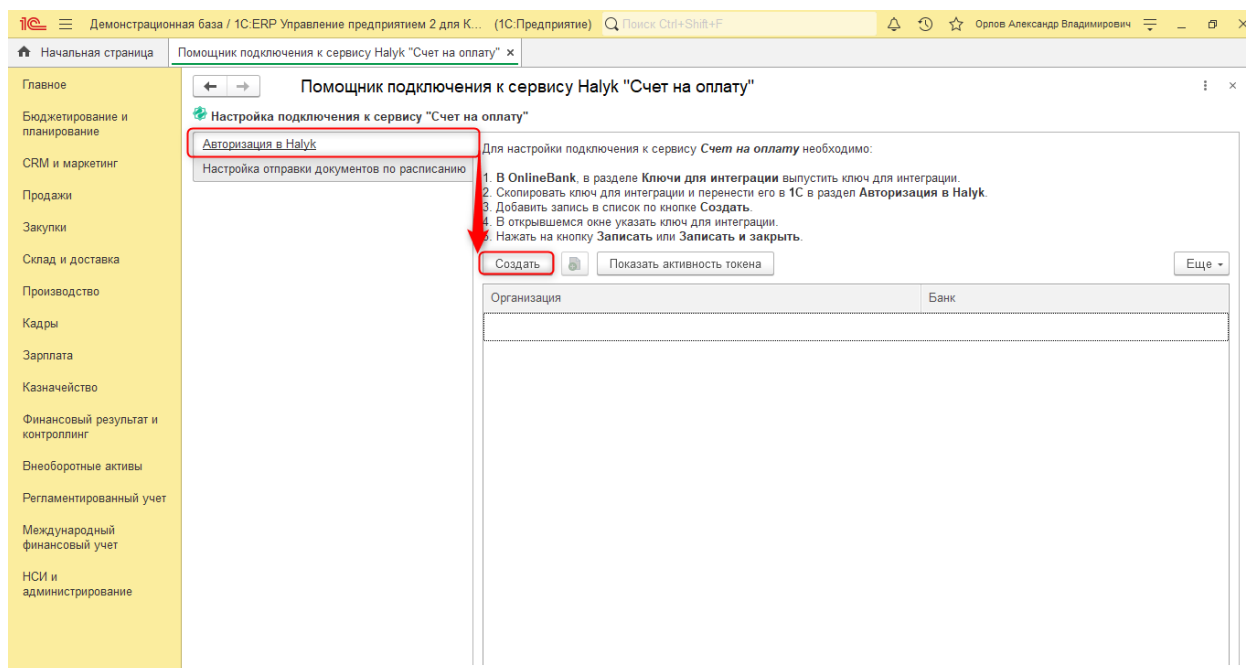 1С Демонстрационная база / 1С:ERP Управление предприятием 2 для К... (1С:Предприятие) Поиск Ctrl+Shift+F Орлов Александр Владимирович
Начальная страница Помощник подключения к сервису Halyk "Счет на оплату" ×
Главное
Бюджетирование и
планирование
CRM и маркетинг
Продажи
Закупки
Склад и доставка
Производство
Кадры
Зарплата
Казначейство
Финансовый результат и
контроллинг
Внеоборотные активы
Регламентированный учет
Международный
финансовый учет
НСИ и
администрирование
Помощник подключения к сервису Halyk "Счет на оплату"
Настройка подключения к сервису "Счет на оплату"
Авторизация в Halyk
Настройка отправки документов по расписанию
Для настройки подключения к сервису Счет на оплату необходимо:
1. В OnlineBank, в разделе Ключи для интеграции выпустить ключ для интеграции.
2. Скопировать ключ для интеграции и перенести его в 1С в раздел Авторизация в Halyk.
3. Добавить запись в список по кнопке Создать.
4. В открывшемся окне указать ключ для интеграции.
5. Нажать на кнопку Записать или Записать и закрыть.
Создать Показать активность токена Еще
Организация Банк